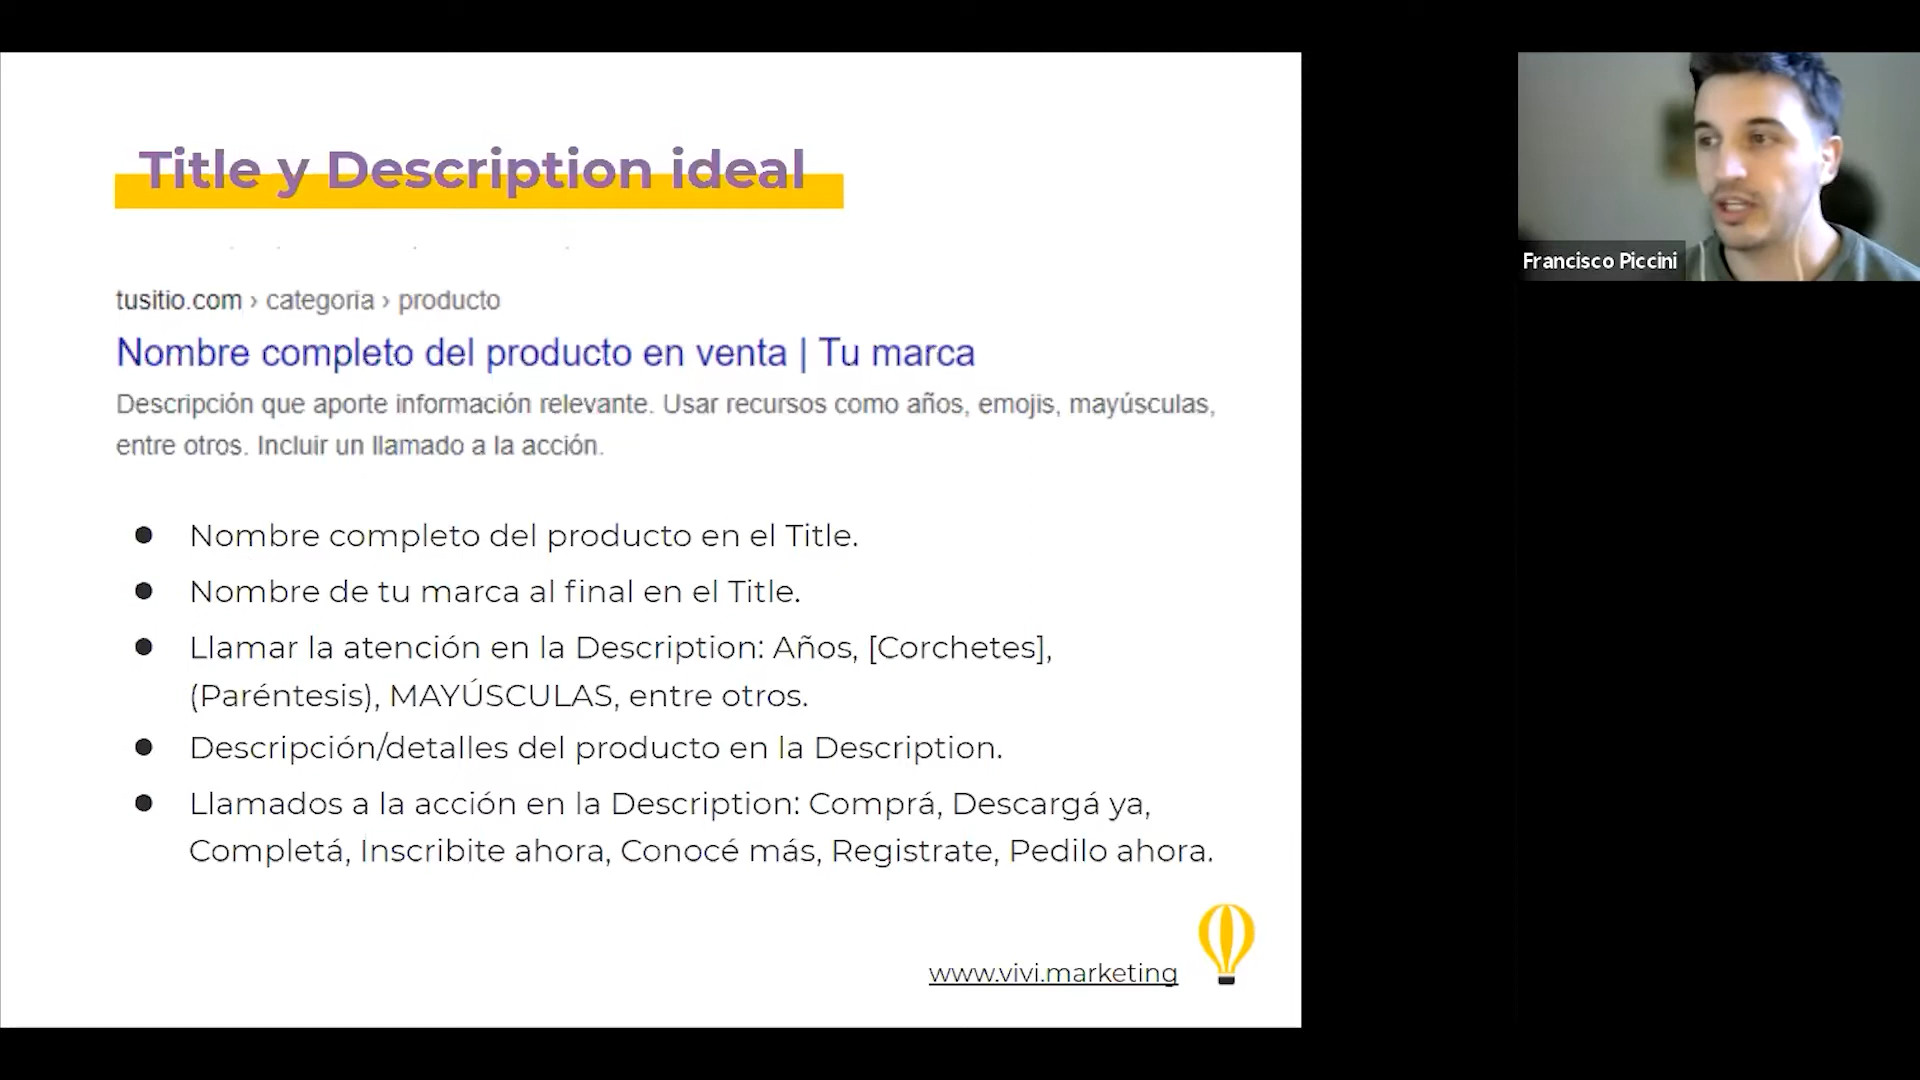 Title y Description ideal
tusitio.com › categoria › producto
Nombre completo del producto en venta | Tu marca
Descripción que aporte información relevante. Usar recursos como años, emojis, mayúsculas,
entre otros. Incluir un llamado a la acción.
● Nombre completo del producto en el Title.
● Nombre de tu marca al final en el Title.
● Llamar la atención en la Description: Años, [Corchetes],
(Paréntesis), MAYÚSCULAS, entre otros.
● Descripción/detalles del producto en la Description.
● Llamados a la acción en la Description: Comprá, Descargá ya,
Completá, Inscribite ahora, Conocé más, Registrate, Pedilo ahora.
www.vivi.marketing
Francisco Piccini